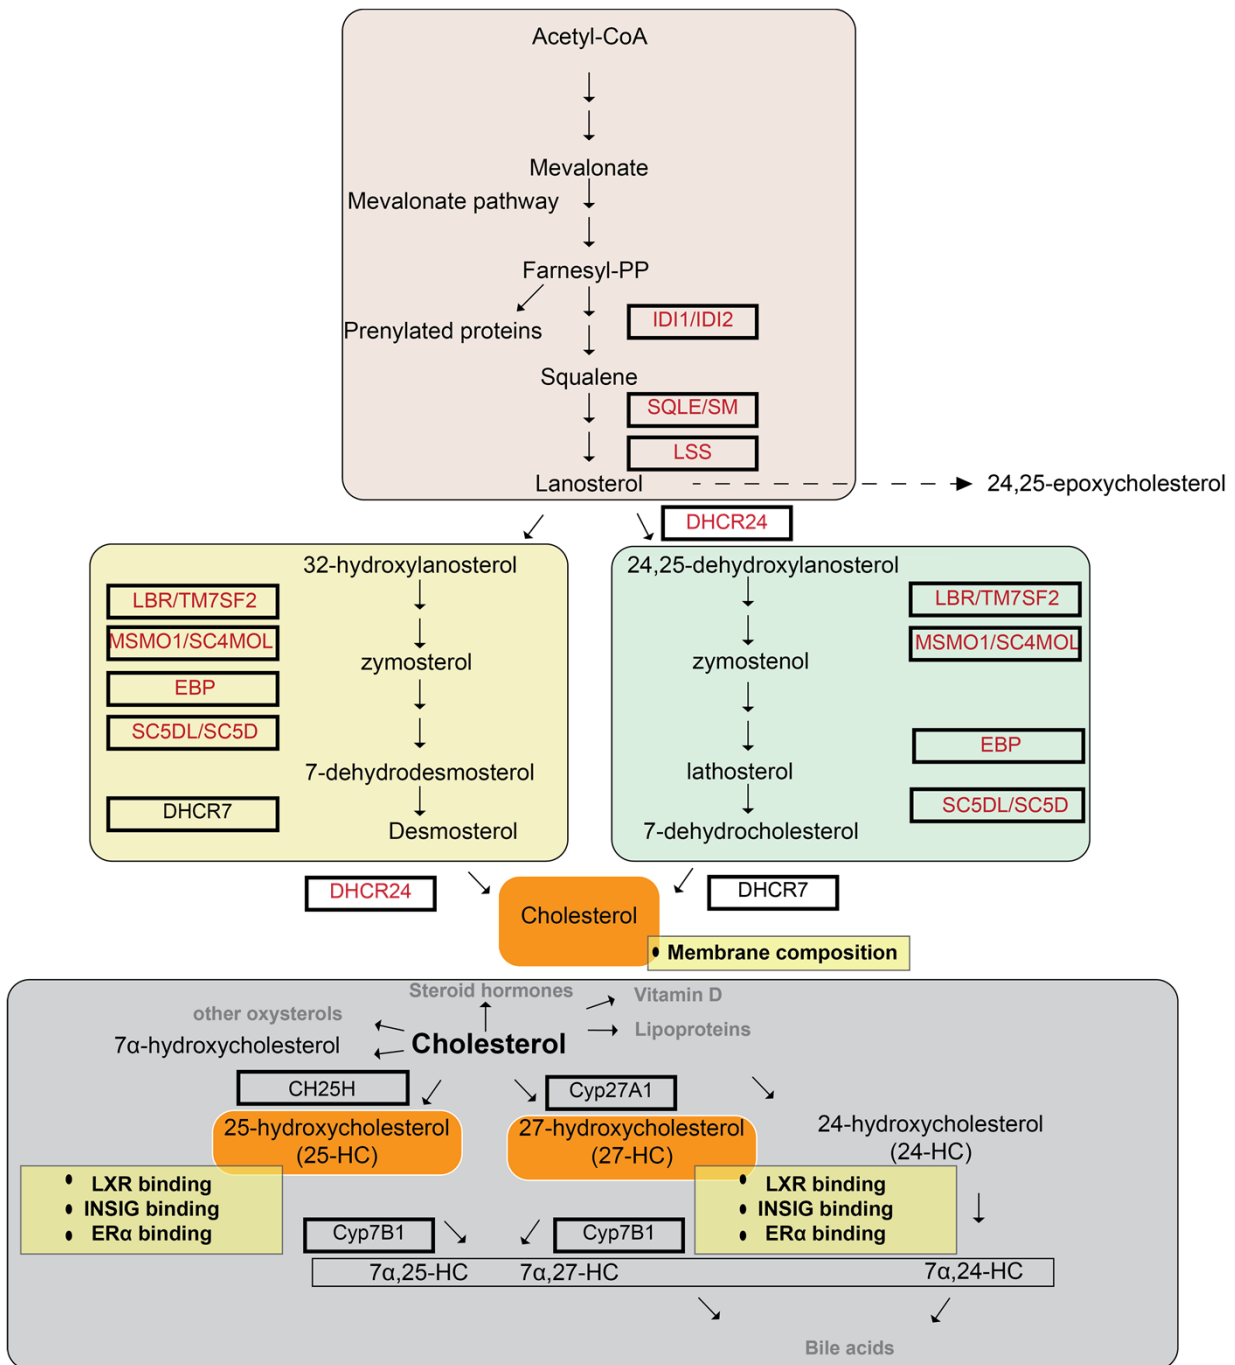 Acetyl-CoA
Mevalonate
Mevalonate pathway
Farnesyl-PP
IDI1/IDI2
Prenylated proteins
Squalene
SQLE/SM
LSS
Lanosterol
24,25-epoxycholesterol
DHCR24
32-hydroxylanosterol
LBR/TM7SF2
MSMO1/SC4MOL
zymosterol
EBP
SC5DL/SC5D
7-dehydrodesmosterol
DHCR7
Desmosterol
24,25-dehydroxylanosterol
LBR/TM7SF2
MSMO1/SC4MOL
zymostenol
EBP
lathosterol
SC5DL/SC5D
7-dehydrocholesterol
DHCR24
DHCR7
Cholesterol
• Membrane composition
Steroid hormones
Vitamin D
other oxysterols
Lipoproteins
7α-hydroxycholesterol
Cholesterol
CH25H
Cyp27A1
25-hydroxycholesterol
(25-HC)
27-hydroxycholesterol
(27-HC)
24-hydroxycholesterol
(24-HC)
• LXR binding
• INSIG binding
• ERα binding
• LXR binding
• INSIG binding
• ERα binding
Cyp7B1
Cyp7B1
7α,25-HC
7α,27-HC
7α,24-HC
Bile acids